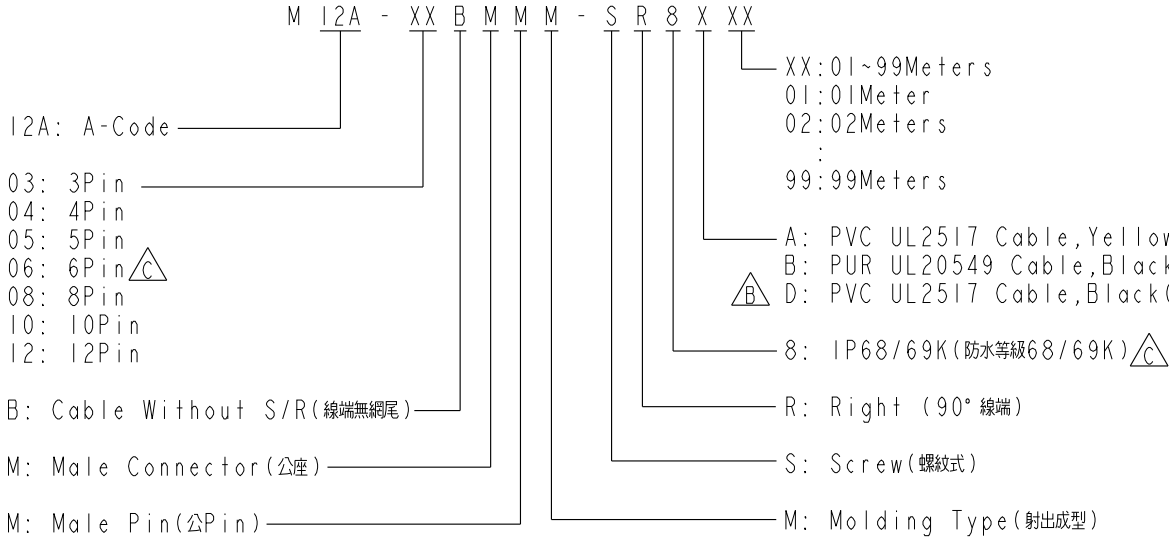 M 12A - XX B M M M - S R 8 X XX
XX:01~99Meters
01:01Meter
02:02Meters
:
99:99Meters
12A: A-Code
03: 3Pin
04: 4Pin
05: 5Pin
06: 6Pin C
08: 8Pin
10: 10Pin
12: 12Pin
A: PVC UL2517 Cable,Yellow
B: PUR UL20549 Cable,Black
B D: PVC UL2517 Cable,Black(
8: IP68/69K(防水等級68/69K) C
B: Cable Without S/R(線端無網尾)
R: Right (90° 線端)
M: Male Connector(公座)
S: Screw(螺紋式)
M: Male Pin(公Pin)
M: Molding Type(射出成型)